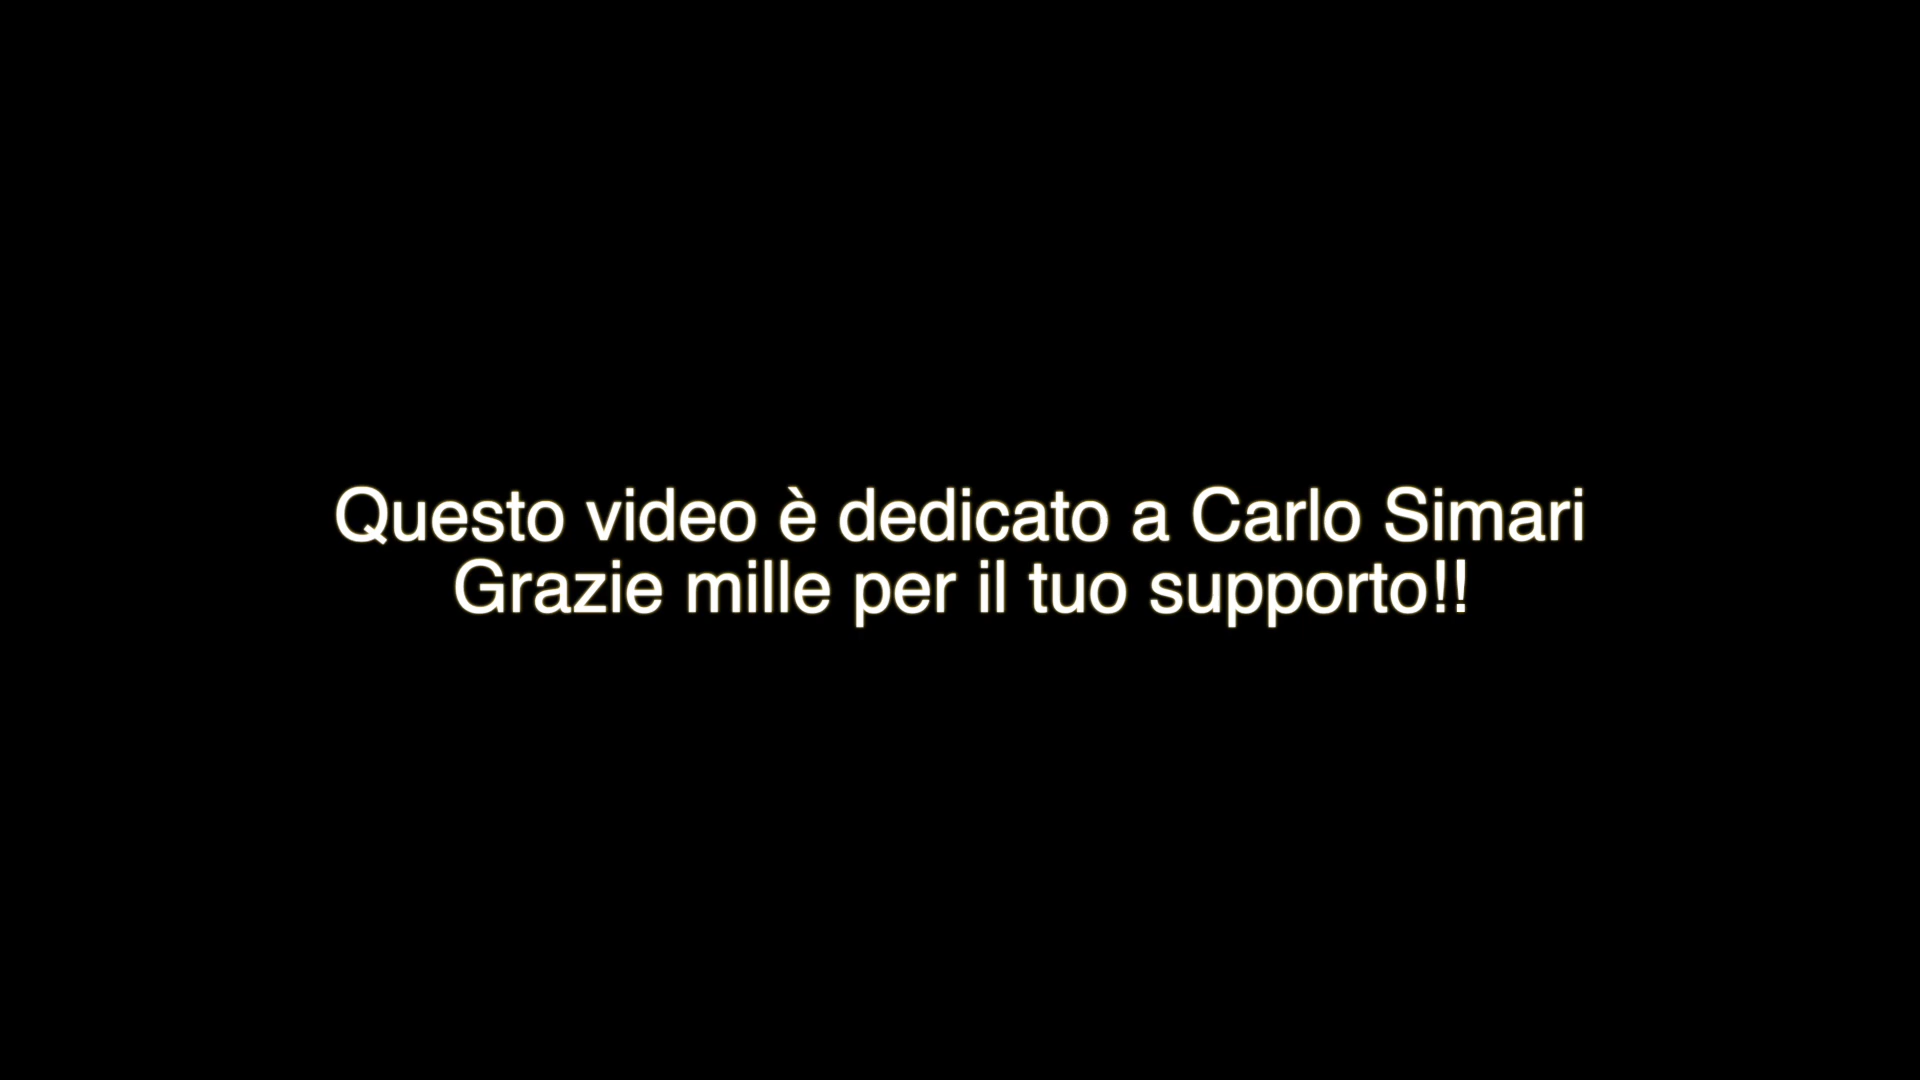 Questo video è dedicato a Carlo Simari
Grazie mille per il tuo supporto!!